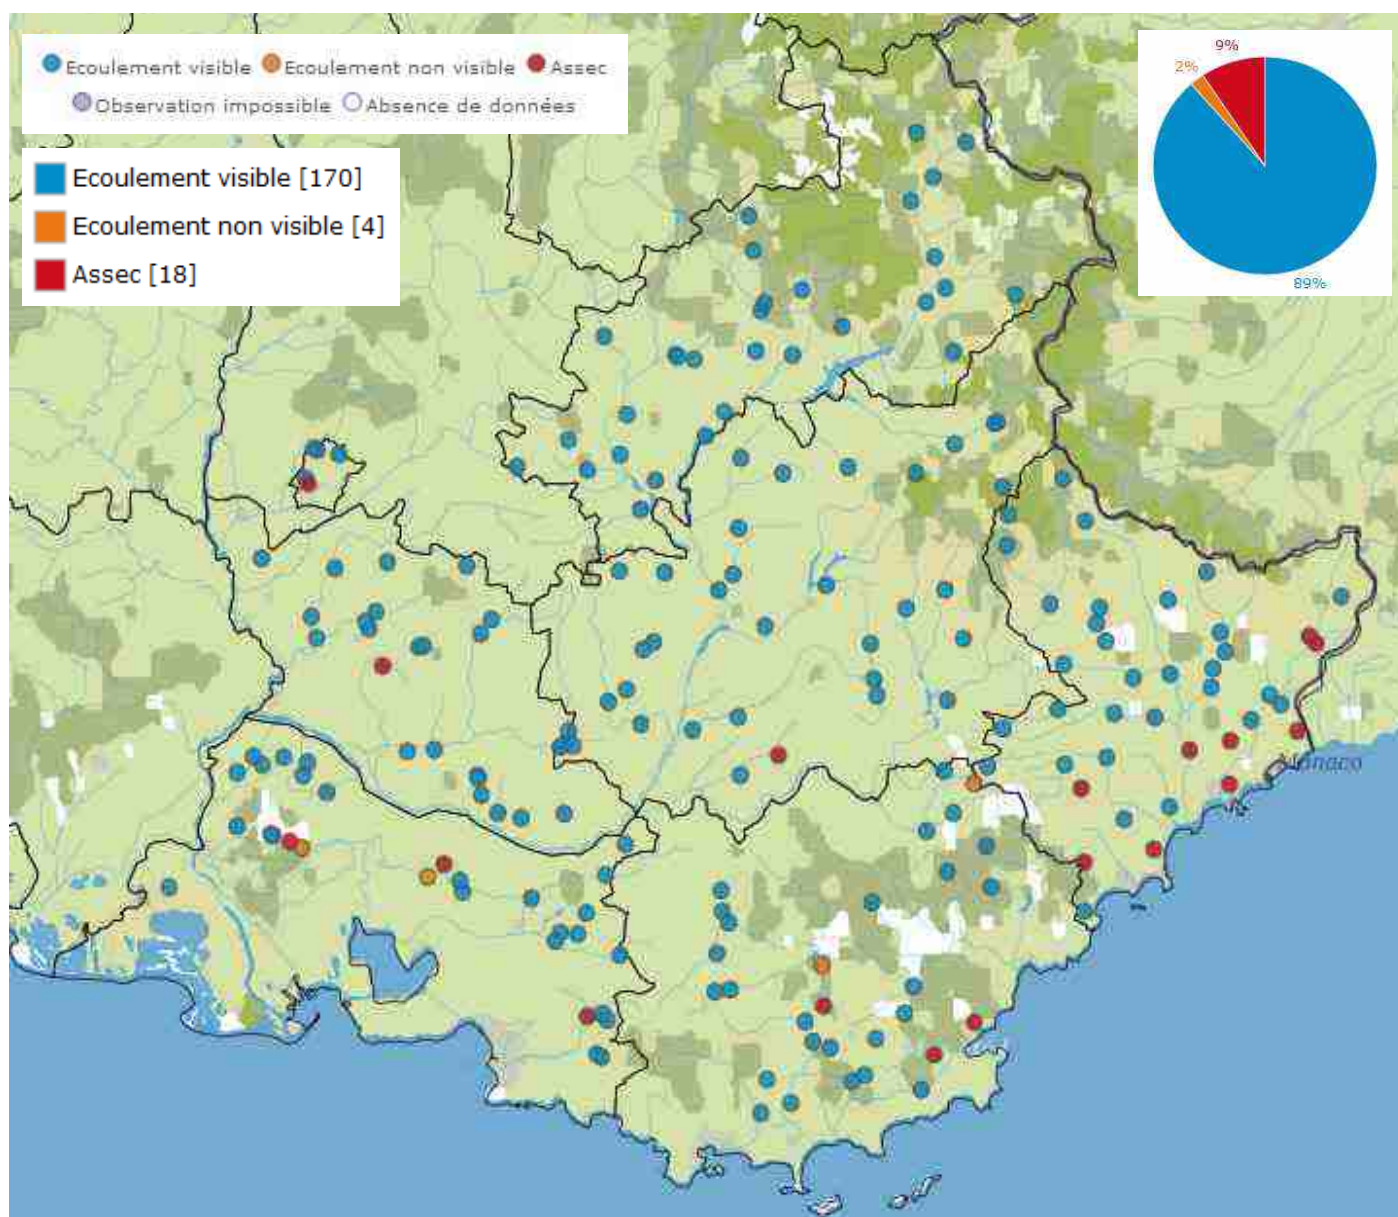 Ecoulement visible Ecoulement non visible Assec
Observation impossible Absence de données
Ecoulement visible [170]
Ecoulement non visible [4]
Assec [18]
9%
2%
89%
Monaco